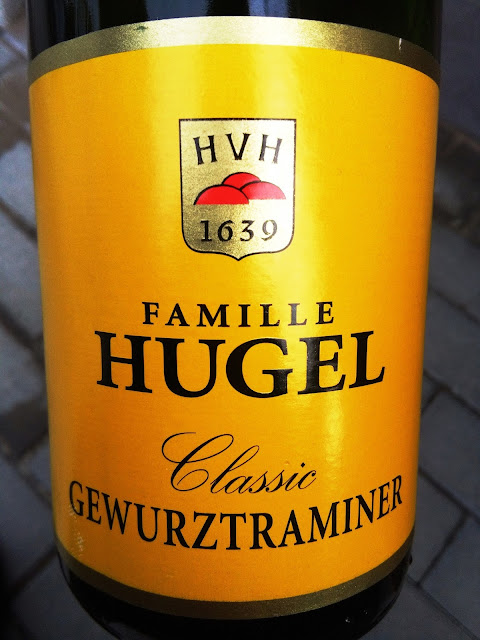 HVH
1639
FAMILLE
HUGEL
Classic
GEWURZTRAMINER